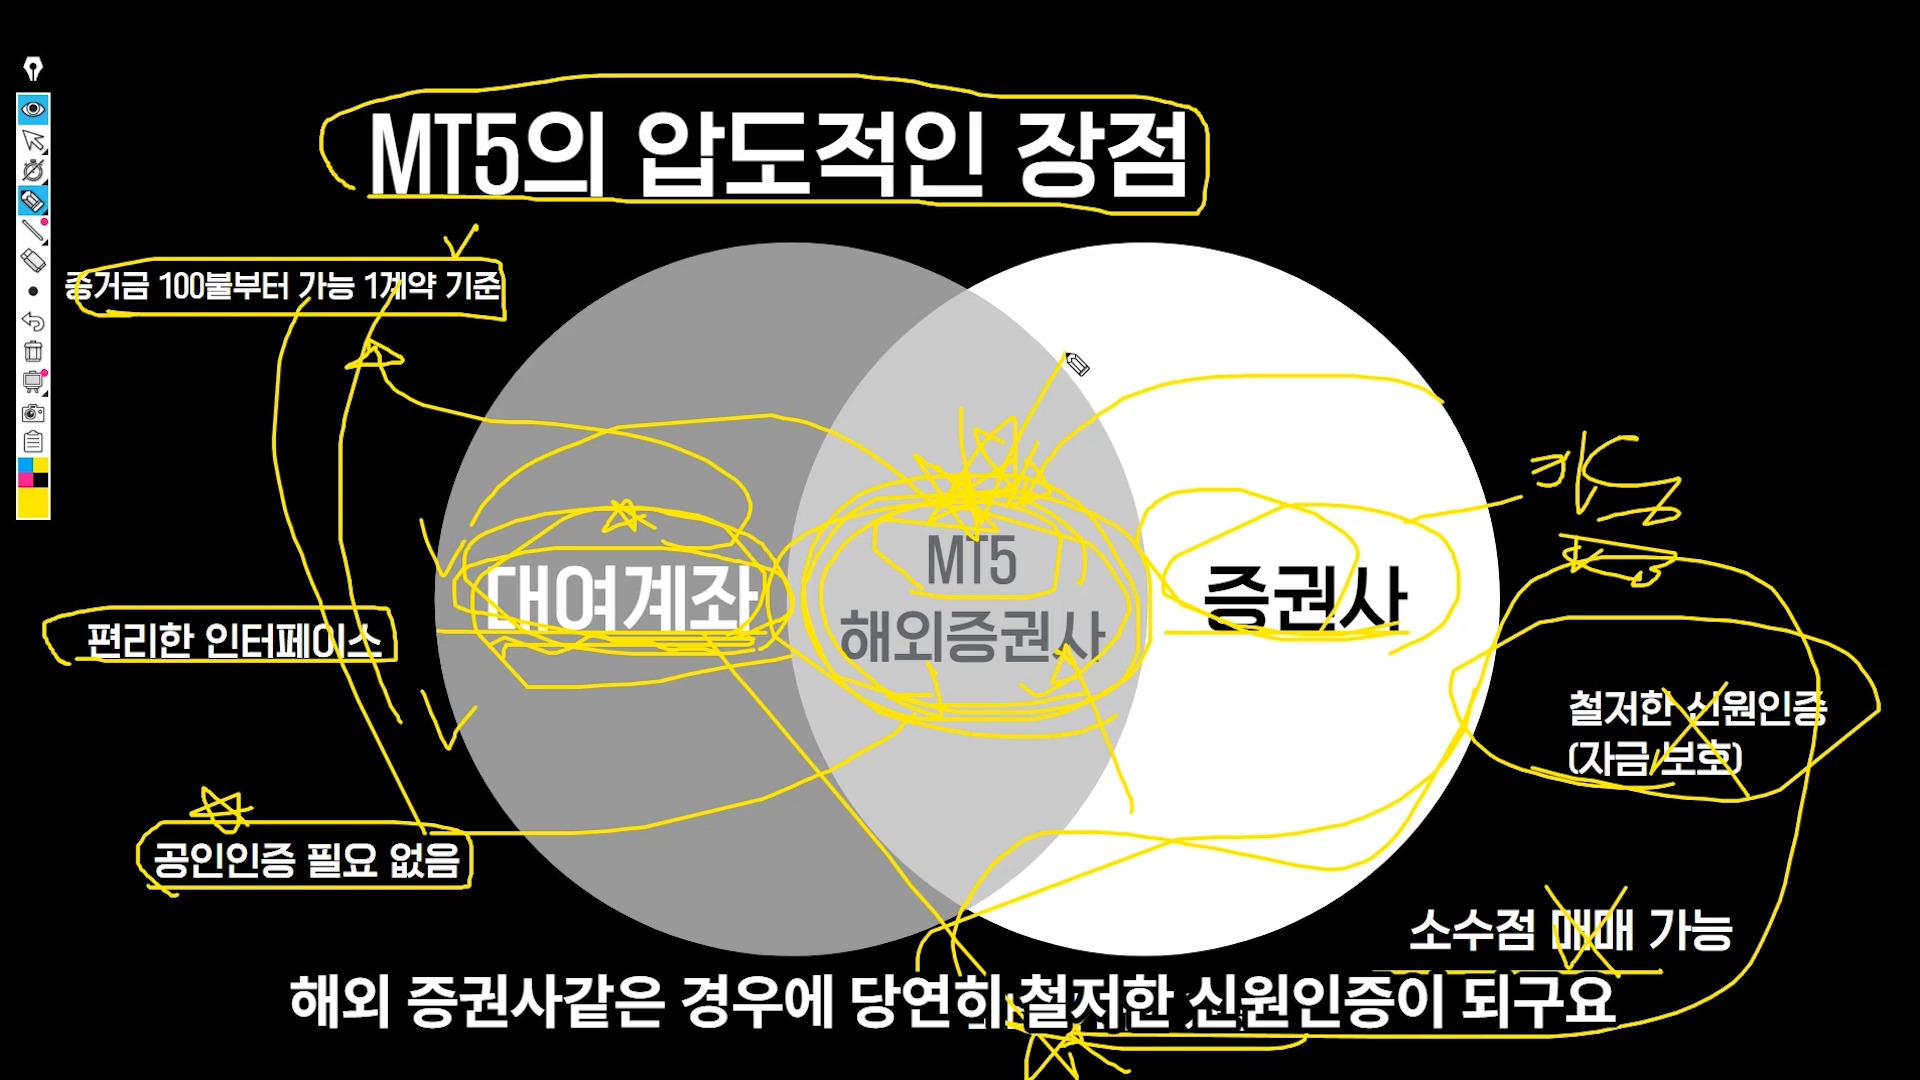 MT5의 압도적인 장점
증거금 100불부터 가능 1계약 기준
MT5
대여계좌
증권사
해외증권사
편리한 인터페이스
철저한 신원인증
(자금 보호)
공인인증 필요 없음
소수점 매매 가능
해외 증권사같은 경우에 당연히 철저한 신원인증이 되구요